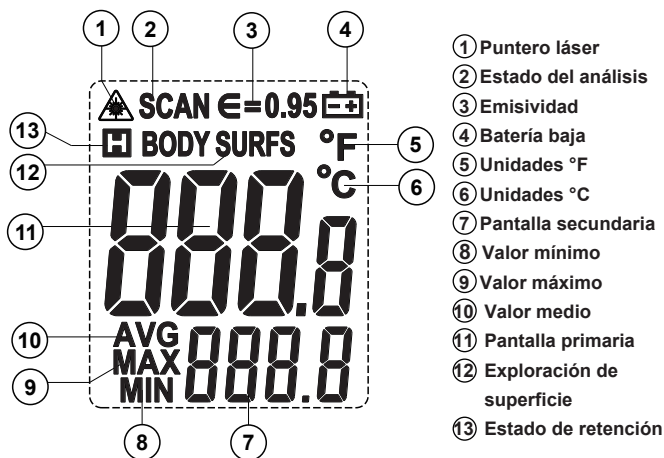 1 2 3 4
SCAN ∈=0.95
13 H BODY SURFS °F 5
12
°C 6
11 888.8
10 AVG
9 MAX 888.8
MIN
8 7
1 Puntero láser
2 Estado del análisis
3 Emisividad
4 Batería baja
5 Unidades °F
6 Unidades °C
7 Pantalla secundaria
8 Valor mínimo
9 Valor máximo
10 Valor medio
11 Pantalla primaria
12 Exploración de
superficie
13 Estado de retención